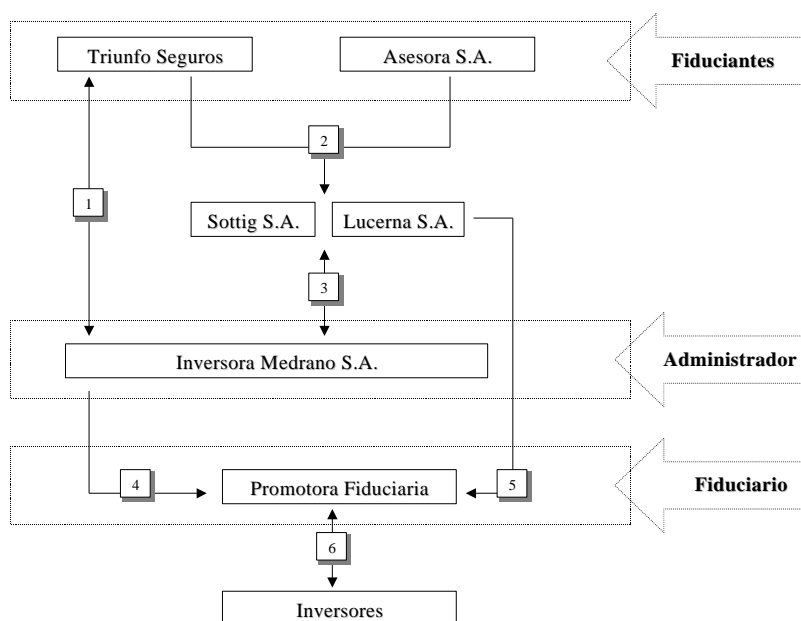 Triunfo Seguros
Asesora S.A.
Fiduciantes
2
1
Sottig S.A.
Lucerna S.A.
3
Inversora Medrano S.A.
Administrador
4
Promotora Fiduciaria
5
Fiduciario
6
Inversores